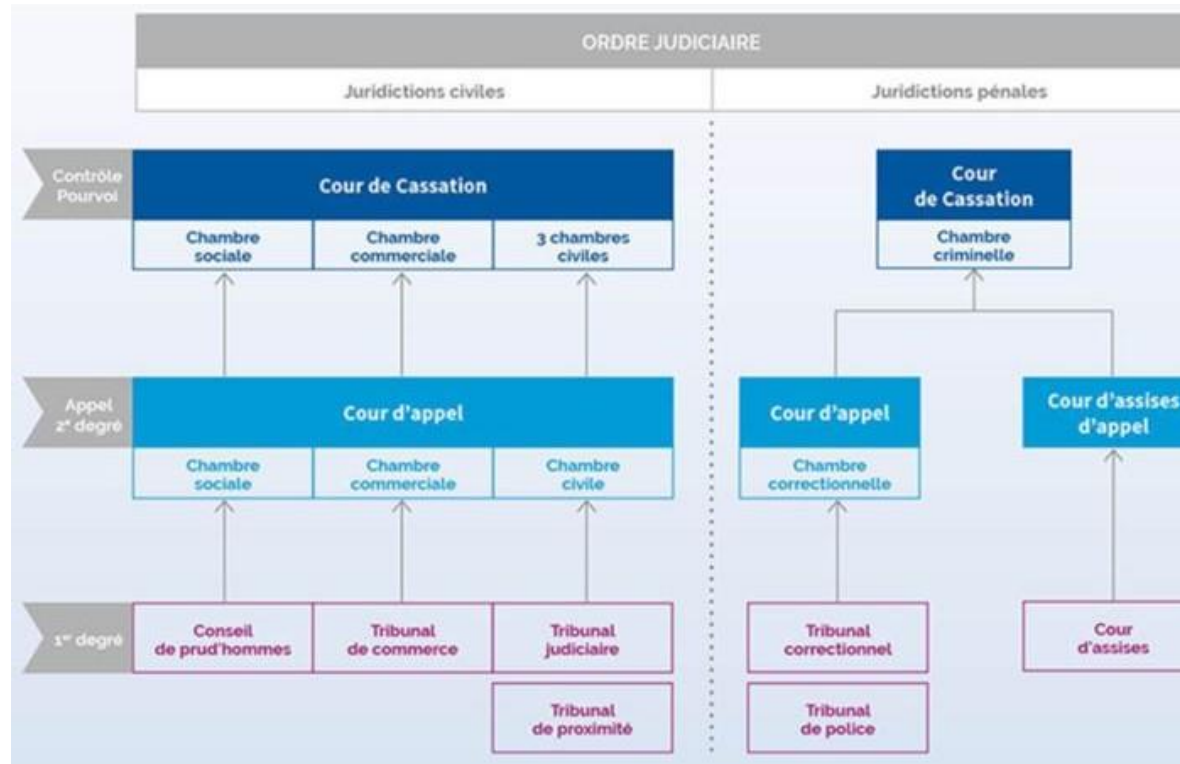 ORDRE JUDICIAIRE
Juridictions civiles
Juridictions pénales
Contrôle
Pourvoi
Cour de Cassation
Cour
de Cassation
Chambre
sociale
Chambre
commerciale
3 chambres
civiles
Chambre
criminelle
Appel
2e degré
Cour d'appel
Cour d'appel
Cour d'assises
d'appel
Chambre
sociale
Chambre
commerciale
Chambre
civile
Chambre
correctionnelle
1er degré
Conseil
de prud'hommes
Tribunal
de commerce
Tribunal
judiciaire
Tribunal
correctionnel
Cour
d'assises
Tribunal
de proximité
Tribunal
de police